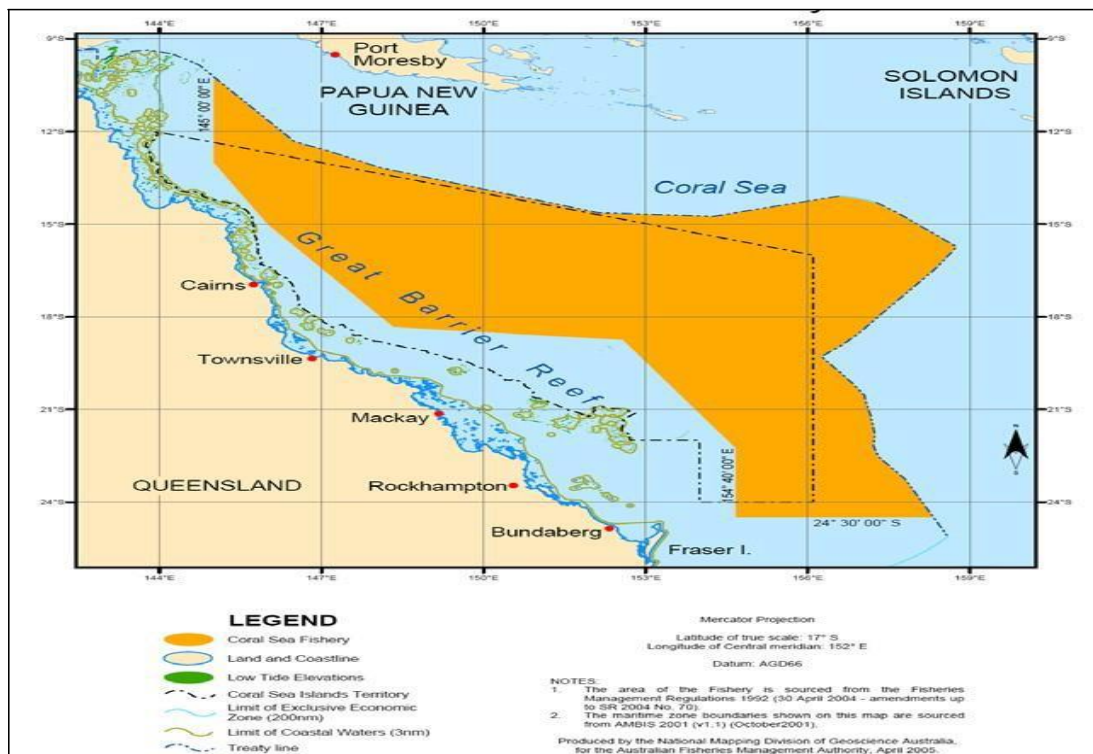 144°E 147°E 150°E 153°E 156°E 159°E
9°S 9°S
Port
Moresby
SOLOMON
ISLANDS
PAPUA NEW
GUINEA
145° 00' 00" E
12°S 12°S
Coral Sea
15°S 15°S
Great Barrier Reef
Cairns
18°S 18°S
Townsville
21°S 21°S
Mackay
154° 40' 00" E
QUEENSLAND
Rockhampton
24°S 24°S
24° 30' 00" S
Bundaberg
Fraser I.
144°E 147°E 150°E 153°E 156°E 159°E
LEGEND
Coral Sea Fishery
Land and Coastline
Low Tide Elevations
Coral Sea Islands Territory
Limit of Exclusive Economic
Zone (200nm)
Limit of Coastal Waters (3nm)
Treaty line
Mercator Projection
Latitude of true scale: 17° S
Longitude of Central meridian: 152° E
Datum: AGD66
NOTES:
1. The area of the Fishery is sourced from the Fisheries
Management Regulations 1992 (30 April 2004 - amendments up
to SR 2004 No. 70).
2. The maritime zone boundaries shown on this map are sourced
from AMBIS 2001 (v1.1) (October2001).
Produced by the National Mapping Division of Geoscience Australia,
for the Australian Fisheries Management Authority, April 2005.